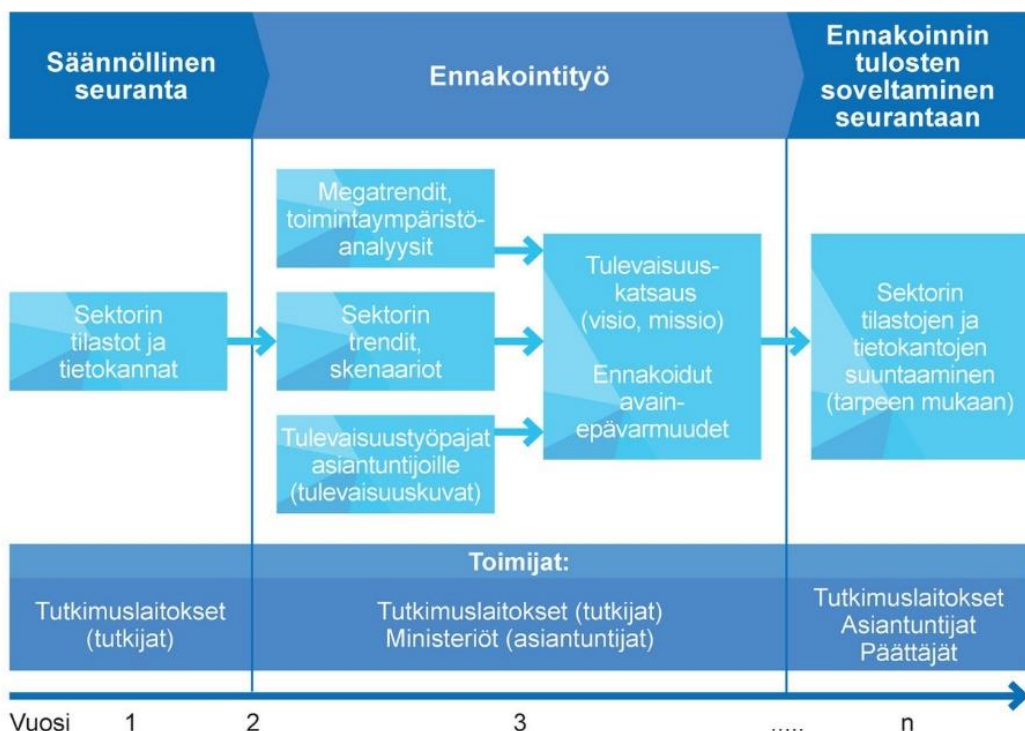 Säännöllinen
seuranta
Ennakointityö
Ennakoinnin
tulosten
soveltaminen
seurantaan
Sektorin
tilastot ja
tietokannat
Megatrendit,
toimintaympäristö-
analyysit
Sektorin
trendit,
skenaariot
Tulevaisuustyöpajat
asiantuntijoille
(tulevaisuuskuvat)
Tulevaisuus-
katsaus
(visio, missio)
Ennakoidut
avain-
epävarmuudet
Sektorin
tilastojen ja
tietokantojen
suuntaaminen
(tarpeen mukaan)
Toimijat:
Tutkimuslaitokset
(tutkijat)
Tutkimuslaitokset (tutkijat)
Ministeriöt (asiantuntijat)
Tutkimuslaitokset
Asiantuntijat
Päättäjät
Vuosi 1 2 3 ..... n